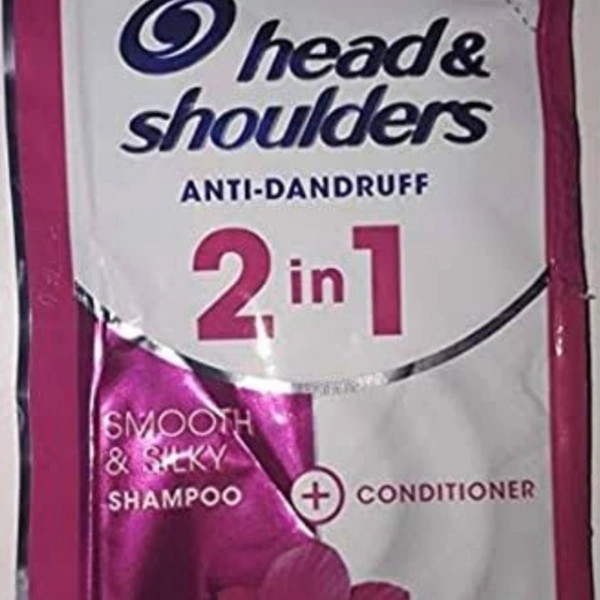 head &
shoulders
ANTI-DANDRUFF
2 in 1
SMOOTH
& SILKY
SHAMPOO
+ CONDITIONER